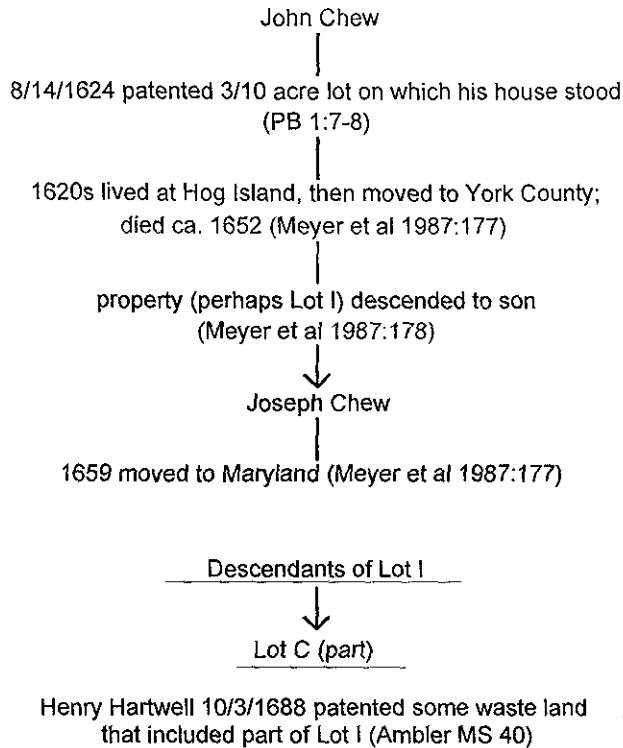 John Chew
8/14/1624 patented 3/10 acre lot on which his house stood
(PB 1:7-8)
1620s lived at Hog Island, then moved to York County;
died ca. 1652 (Meyer et al 1987:177)
property (perhaps Lot I) descended to son
(Meyer et al 1987:178)
Joseph Chew
1659 moved to Maryland (Meyer et al 1987:177)
Descendants of Lot I
Lot C (part)
Henry Hartwell 10/3/1688 patented some waste land
that included part of Lot I (Ambler MS 40)